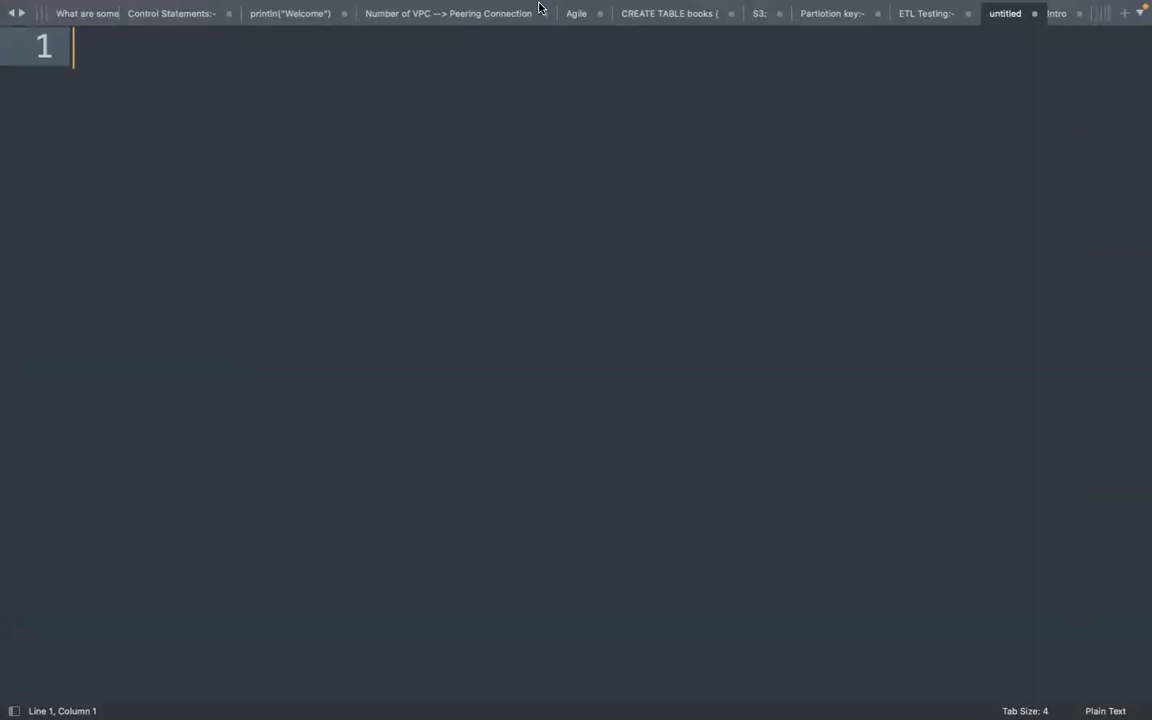 What are some
Control Statements:-
println("Welcome")
Number of VPC --> Peering Connection
Agile
CREATE TABLE books (
S3:
Partiotion key:-
ETL Testing:-
untitled
Intro
1
Line 1, Column 1
Tab Size: 4
Plain Text